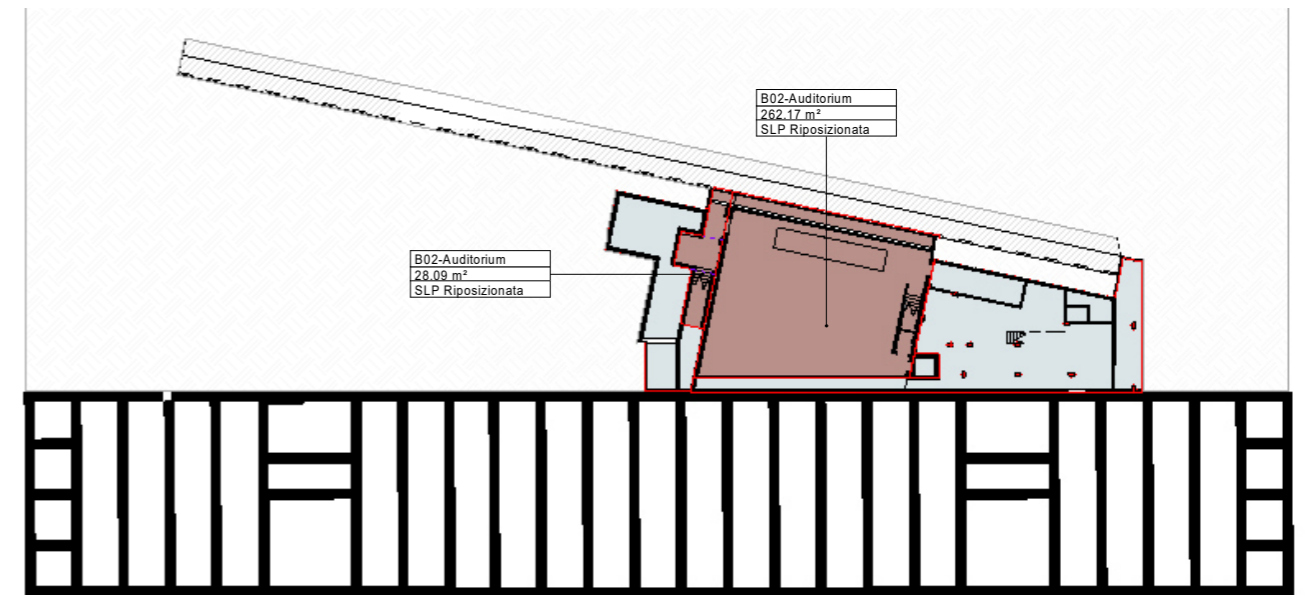 B02-Auditorium
262.17 m²
SLP Riposizionata
B02-Auditorium
28.09 m²
SLP Riposizionata